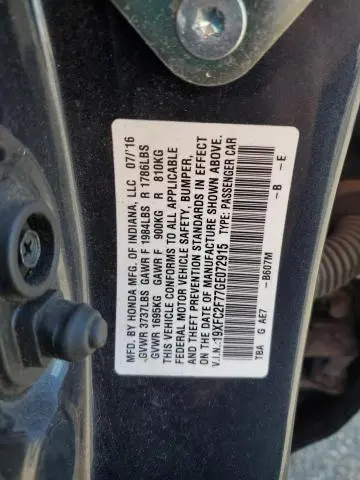 MFD. BY HONDA MFG. OF INDIANA, LLC 07/'16
GVWR 3737LBS GAWR F 1984LBS R 1786LBS
GVWR 1695KG GAWR F 900KG R 810KG
THIS VEHICLE CONFORMS TO ALL APPLICABLE
FEDERAL MOTOR VEHICLE SAFETY, BUMPER,
AND THEFT PREVENTION STANDARDS IN EFFECT
ON THE DATE OF MANUFACTURE SHOWN ABOVE.
V.I.N.:19XFC2F77GE072915 TYPE: PASSENGER CAR
TBA G AE7 -B607M -B -E